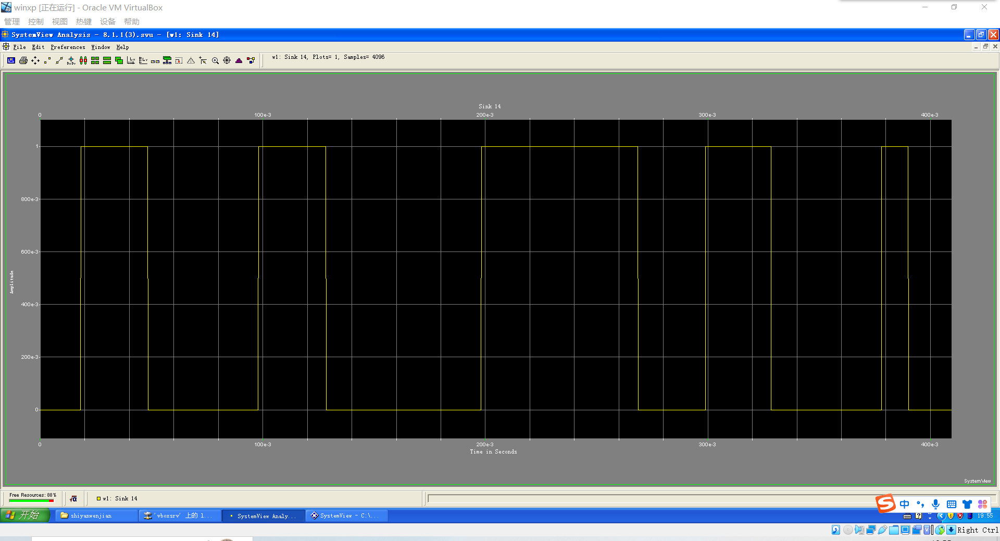 winxp [正在运行] - Oracle VM VirtualBox
管理 控制 视图 热键 设备 帮助
SystemView Analysis - 8.1.1(3).svu - [w1: Sink 14]
File Edit Preferences Window Help
w1: Sink 14, Plots= 1, Samples= 4096
Sink 14
0 100e-3 200e-3 300e-3 400e-3
1
800e-3
600e-3
Amplitude
400e-3
200e-3
0
0 100e-3 200e-3 300e-3 400e-3
Time in Seconds
SystemView
Free Resources: 88%
w1: Sink 14
中
开始 shiyanwenjian 'vboxsrv' 上的 l... SystemView Analy... SystemView - C:\... 19:55
Right Ctrl